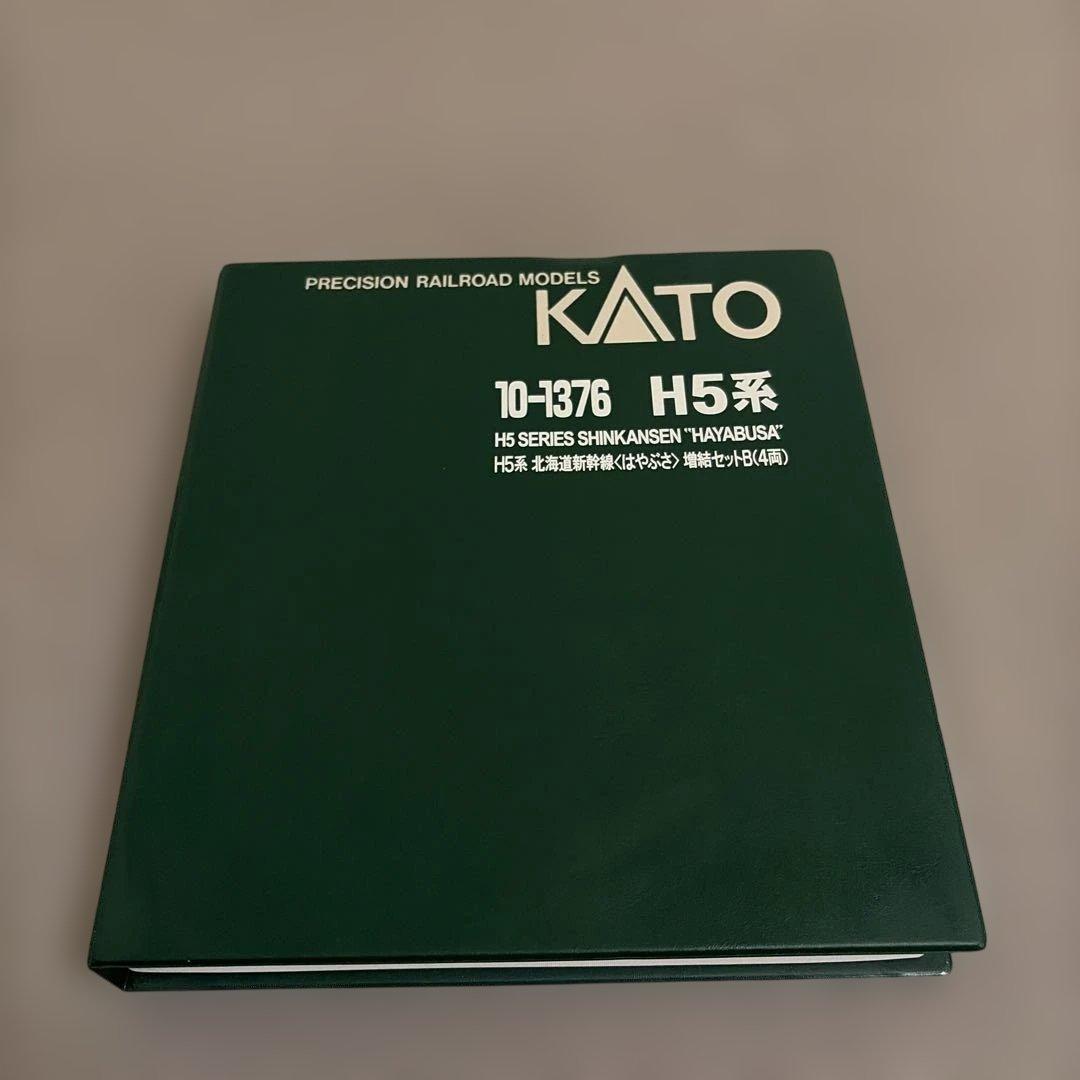 PRECISION RAILROAD MODELS
KATO
10-1376 H5系
H5 SERIES SHINKANSEN "HAYABUSA"
H5系 北海道新幹線〈はやぶさ〉増結セットB(4両)